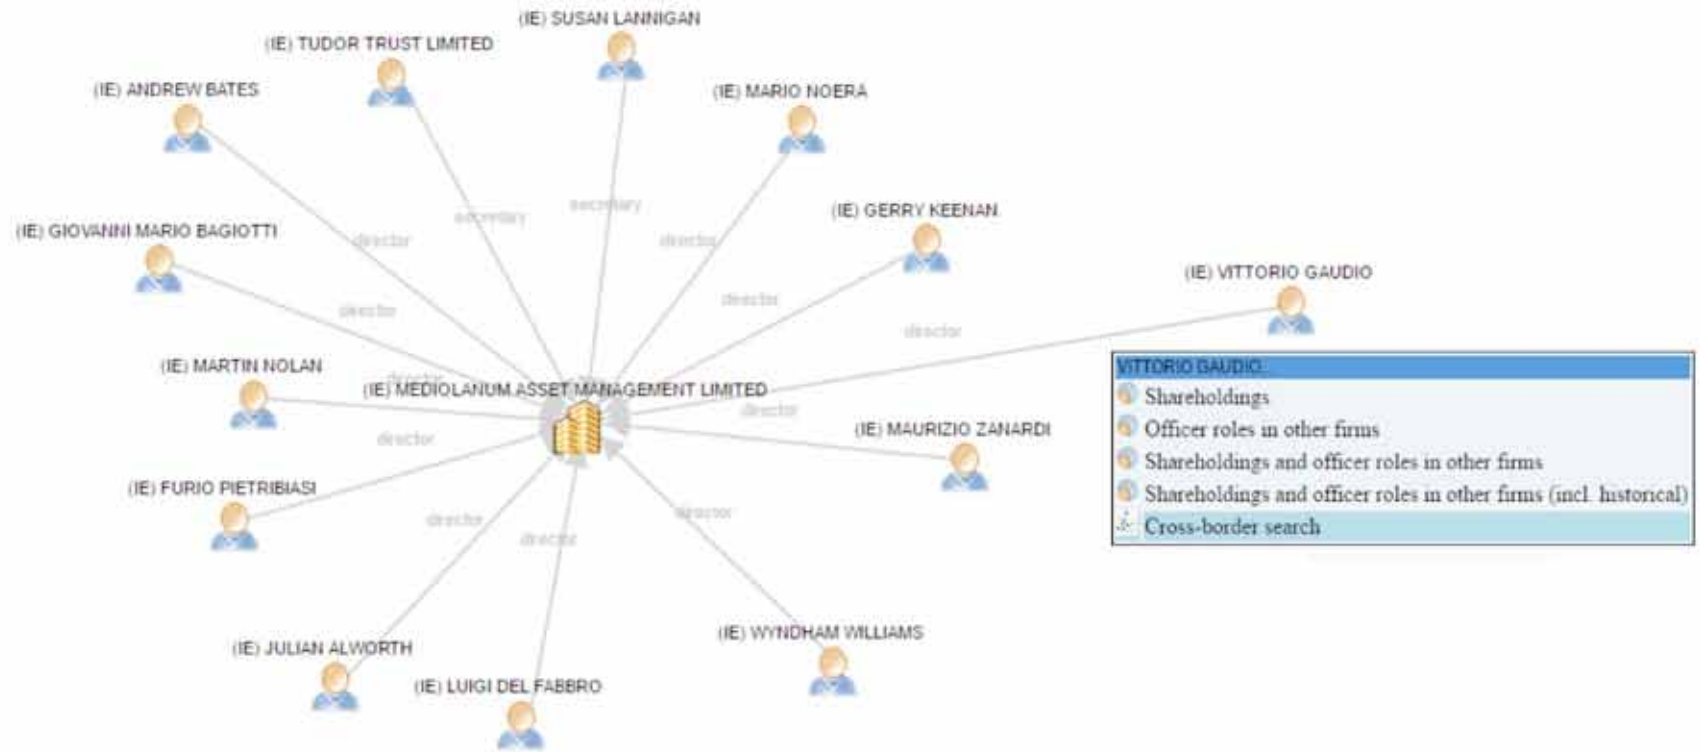 (IE) SUSAN LANNIGAN
(IE) TUDOR TRUST LIMITED
(IE) ANDREW BATES
(IE) MARIO NOERA
secretary
secretary
(IE) GERRY KEENAN
(IE) GIOVANNI MARIO BAGIOTTI
director
director
(IE) VITTORIO GAUDIO
director
director
director
(IE) MARTIN NOLAN
director
(IE) MEDIOLANUM ASSET MANAGEMENT LIMITED
director
(IE) MAURIZIO ZANARDI
director
(IE) FURIO PIETRIBIASI
director
director
director
(IE) JULIAN ALWORTH
(IE) WYNDHAM WILLIAMS
(IE) LUIGI DEL FABBRO
VITTORIO GAUDIO...
Shareholdings
Officer roles in other firms
Shareholdings and officer roles in other firms
Shareholdings and officer roles in other firms (incl. historical)
Cross-border search